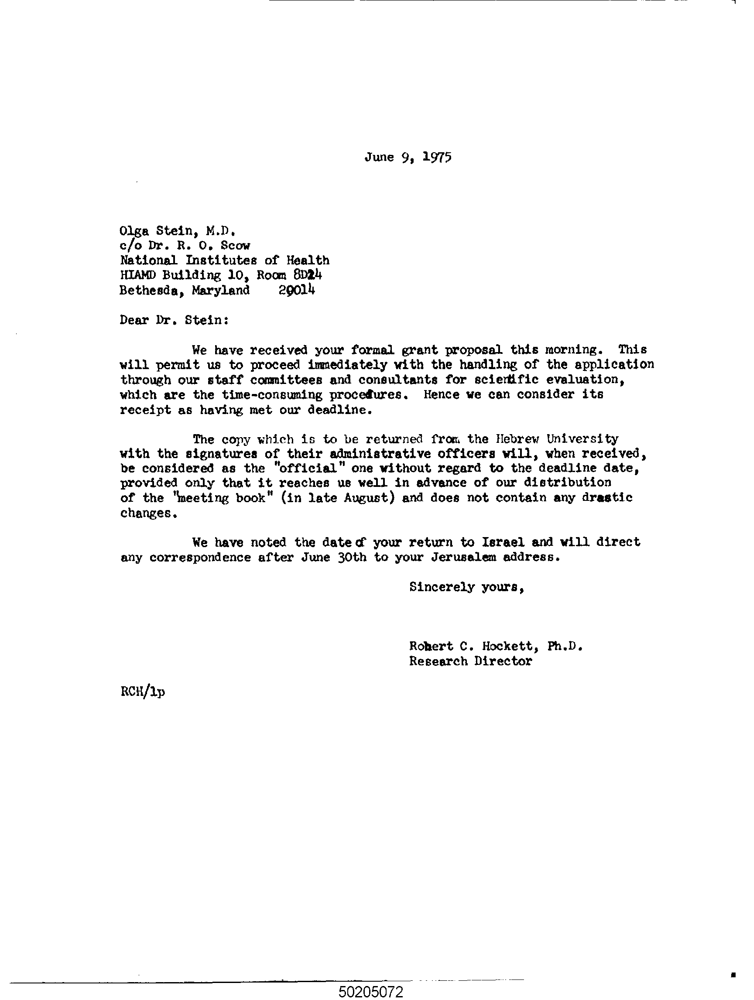 June 9, 1975
Olga Stein, M.D.
c/o Dr. R. O. Scow
National Institutes of Health
HIAMD Building 10, Room 8D24
Bethesda, Maryland 20014
Dear Dr. Stein:
We have received your formal grant proposal this morning. This
will permit us to proceed immediately with the handling of the application
through our staff committees and consultants for scientific evaluation,
which are the time-consuming procedures. Hence we can consider its
receipt as having met our deadline.
The copy which is to be returned from the Hebrew University
with the signatures of their administrative officers will, when received,
be considered as the "official" one without regard to the deadline date,
provided only that it reaches us well in advance of our distribution
of the "meeting book" (in late August) and does not contain any drastic
changes.
We have noted the date of your return to Israel and will direct
any correspondence after June 30th to your Jerusalem address.
Sincerely yours,
Robert C. Hockett, Ph.D.
Research Director
RCH/lp
50205072